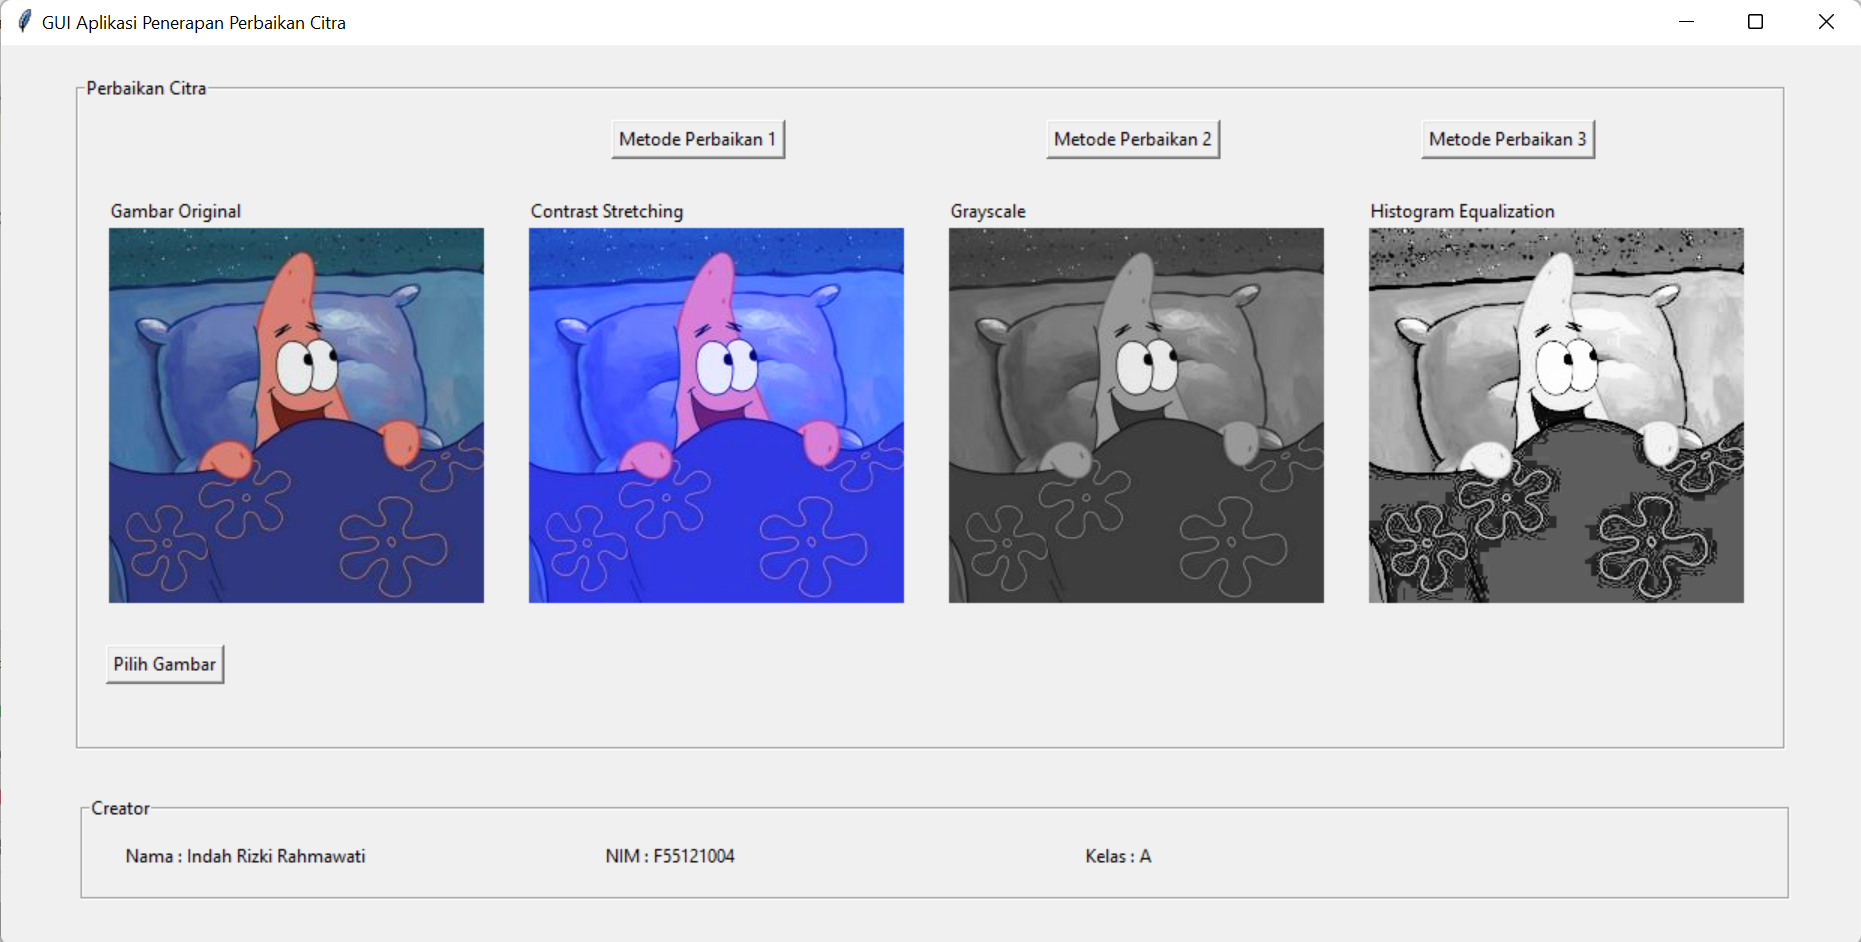 GUI Aplikasi Penerapan Perbaikan Citra
Perbaikan Citra
Metode Perbaikan 1
Metode Perbaikan 2
Metode Perbaikan 3
Gambar Original
Contrast Stretching
Grayscale
Histogram Equalization
Pilih Gambar
Creator
Nama : Indah Rizki Rahmawati
NIM : F55121004
Kelas : A